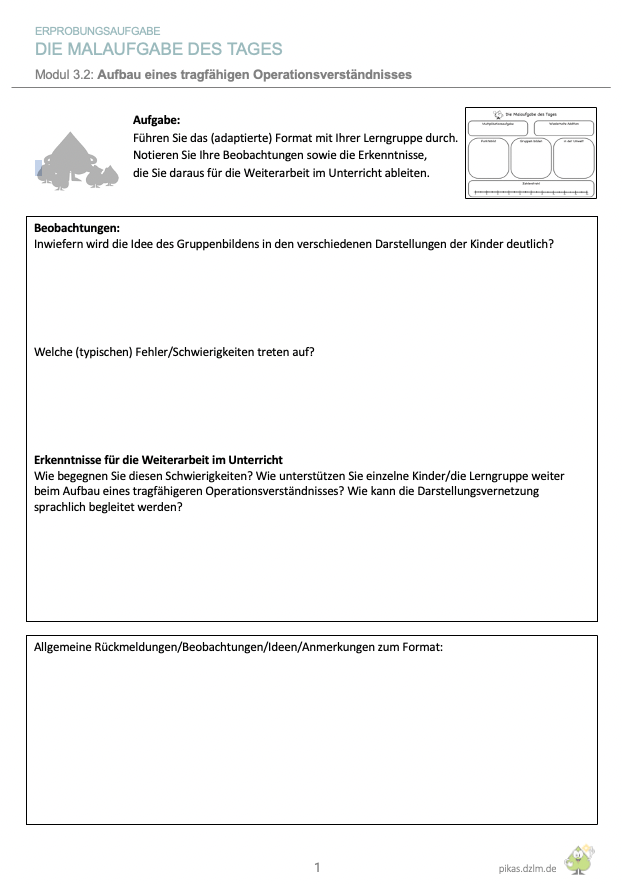 ERPROBUNGSAUFGABE
DIE MALAUFGABE DES TAGES
Modul 3.2: Aufbau eines tragfähigen Operationsverständnisses
Aufgabe:
Führen Sie das (adaptierte) Format mit Ihrer Lerngruppe durch.
Notieren Sie Ihre Beobachtungen sowie die Erkenntnisse,
die Sie daraus für die Weiterarbeit im Unterricht ableiten.
Die Malaufgabe des Tages
Beobachtungen:
Inwiefern wird die Idee des Gruppenbildens in den verschiedenen Darstellungen der Kinder deutlich?
Welche (typischen) Fehler/Schwierigkeiten treten auf?
Erkenntnisse für die Weiterarbeit im Unterricht
Wie begegnen Sie diesen Schwierigkeiten? Wie unterstützen Sie einzelne Kinder/die Lerngruppe weiter
beim Aufbau eines tragfähigeren Operationsverständnisses? Wie kann die Darstellungsvernetzung
sprachlich begleitet werden?
Allgemeine Rückmeldungen/Beobachtungen/Ideen/Anmerkungen zum Format:
1
pikas.dzlm.de